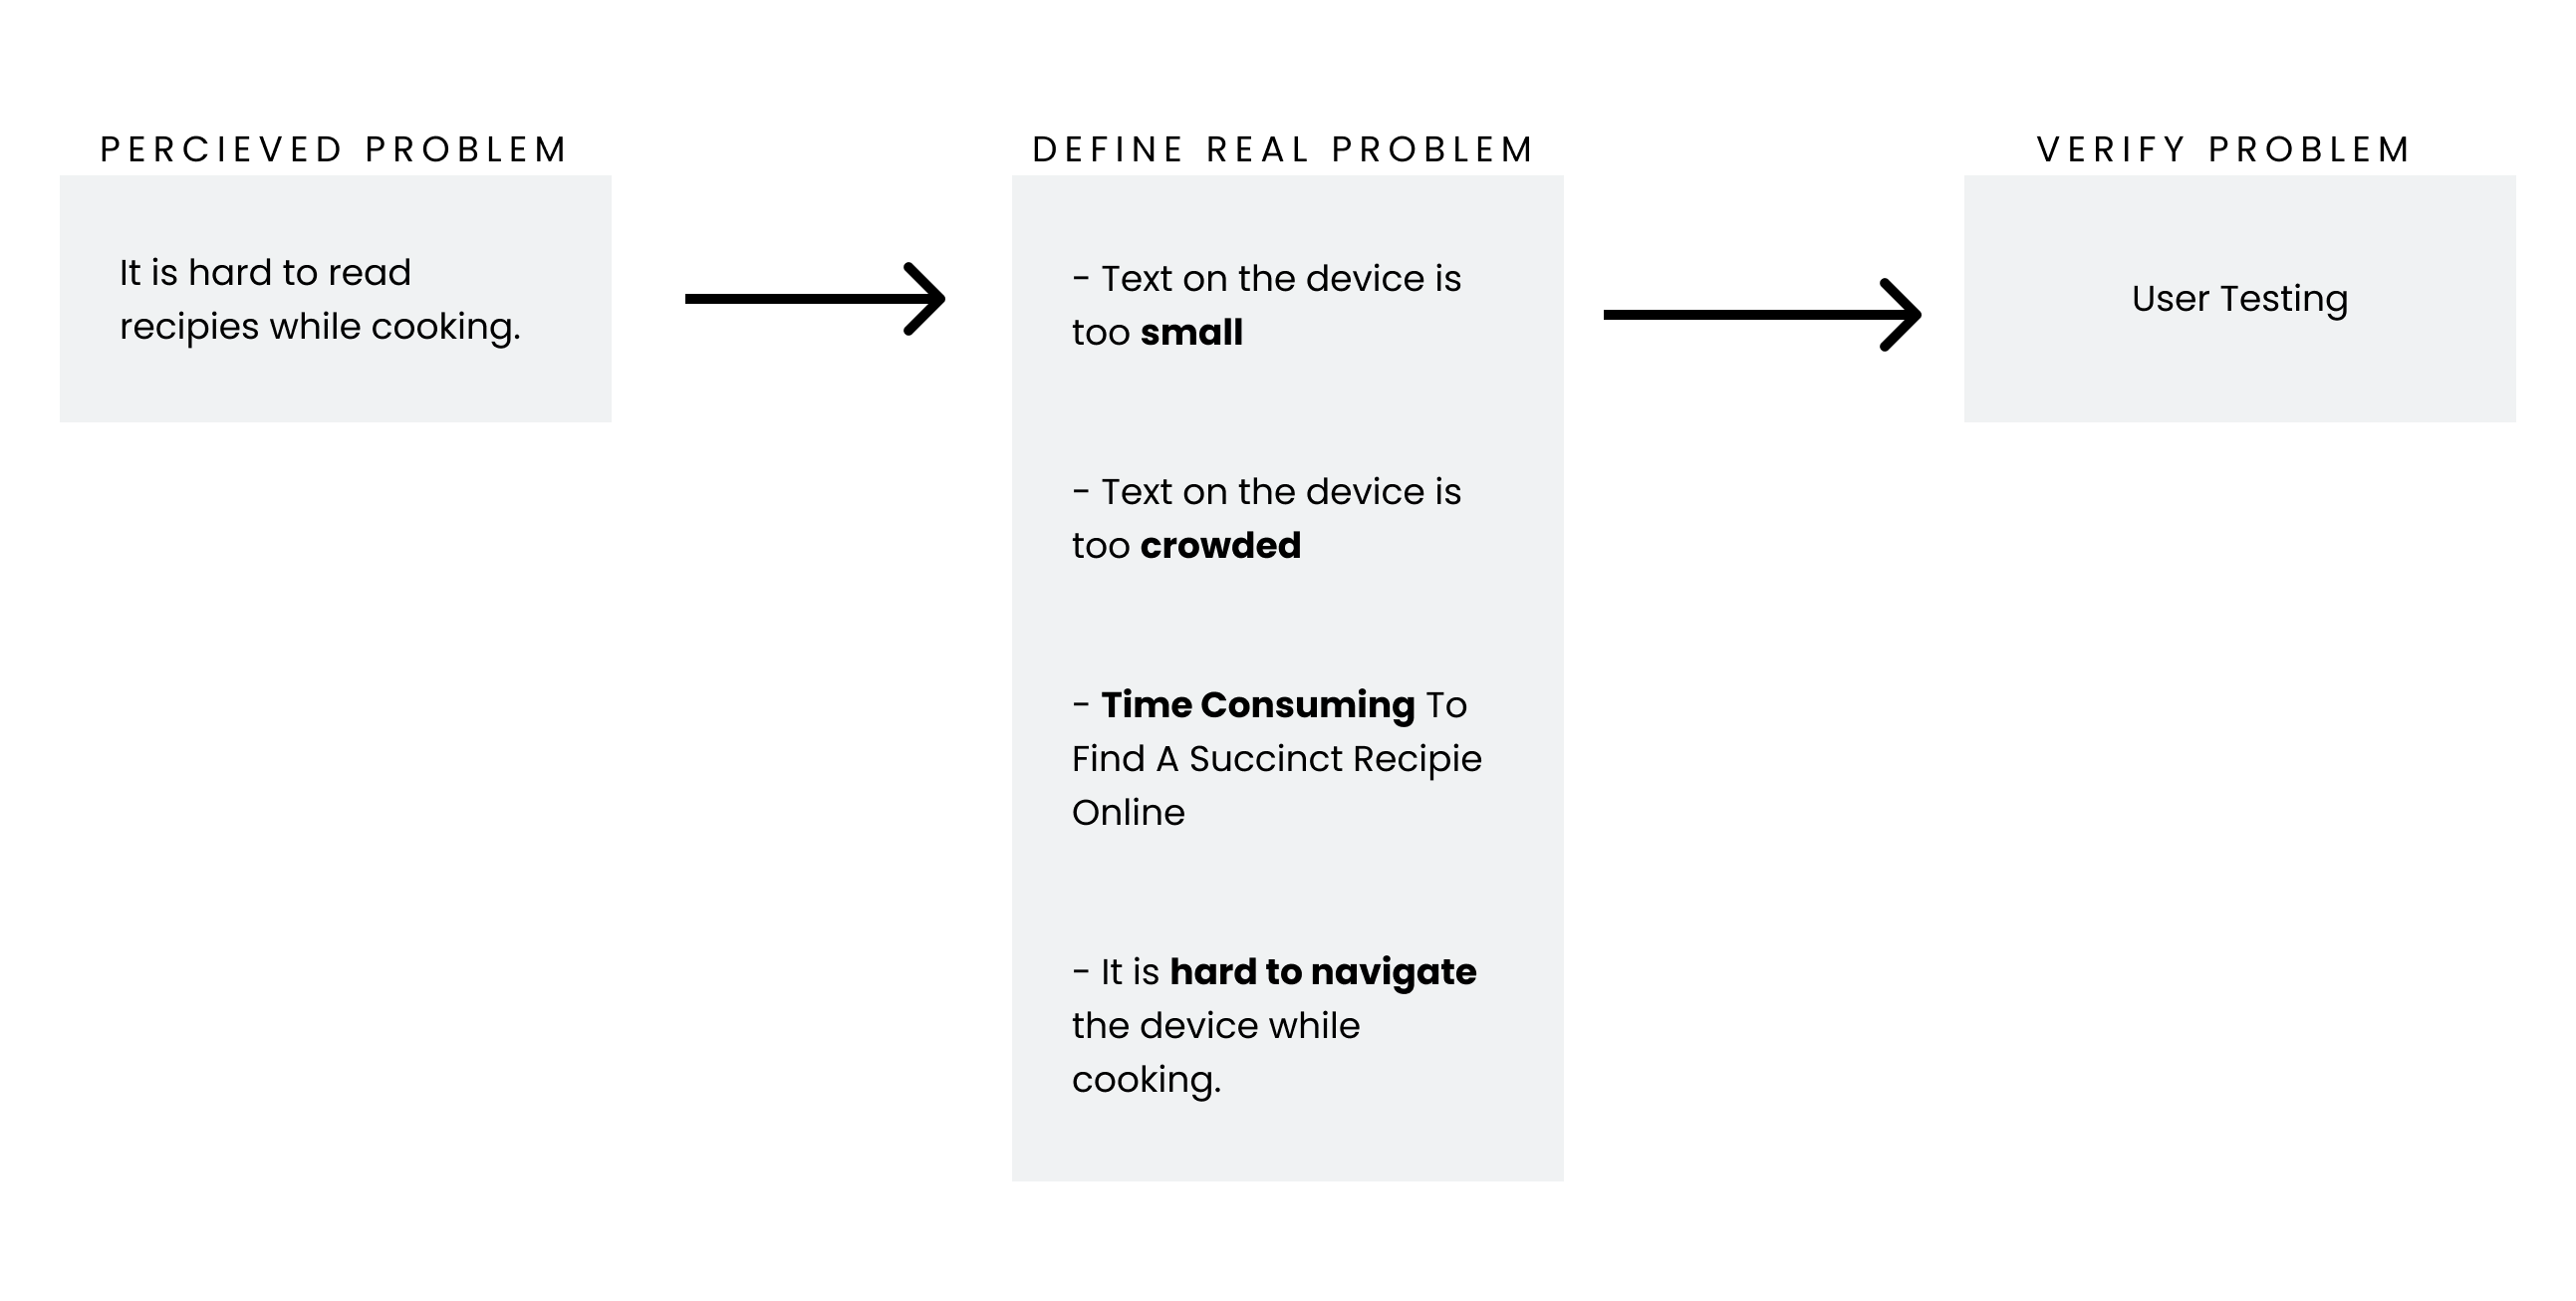 PERCIEVED PROBLEM
It is hard to read
recipies while cooking.
DEFINE REAL PROBLEM
- Text on the device is
too small
- Text on the device is
too crowded
- Time Consuming To
Find A Succinct Recipie
Online
- It is hard to navigate
the device while
cooking.
VERIFY PROBLEM
User Testing